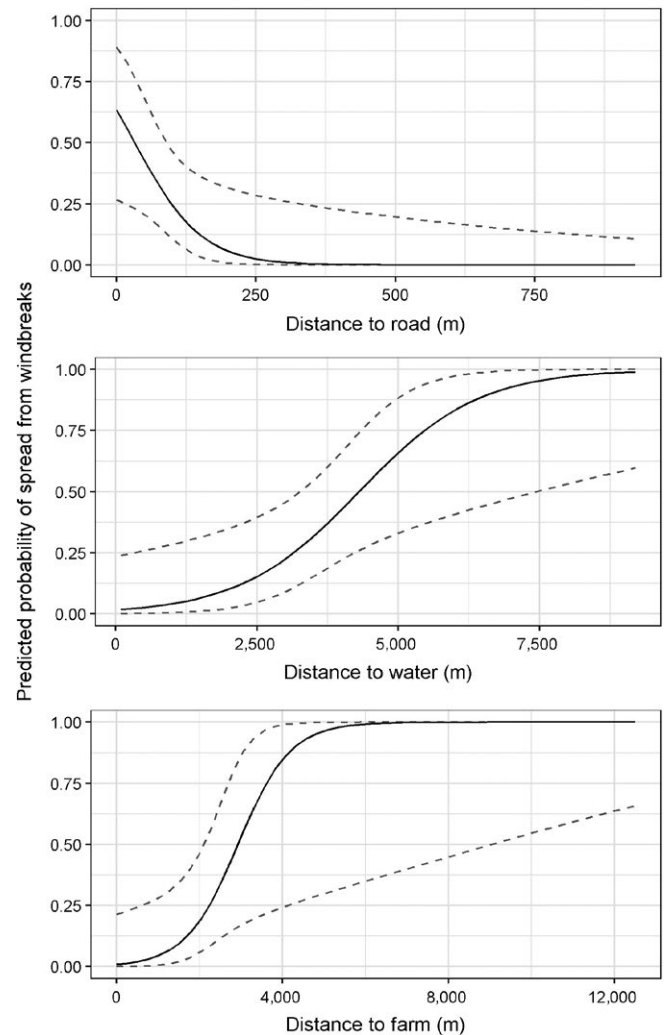 Predicted probability of spread from windbreaks
1.00
0.75
0.50
0.25
0.00
0 250 500 750
Distance to road (m)
1.00
0.75
0.50
0.25
0.00
2,500 5,000 7,500
Distance to water (m)
1.00
0.75
0.50
0.25
0.00
0 4,000 8,000 12,000
Distance to farm (m)